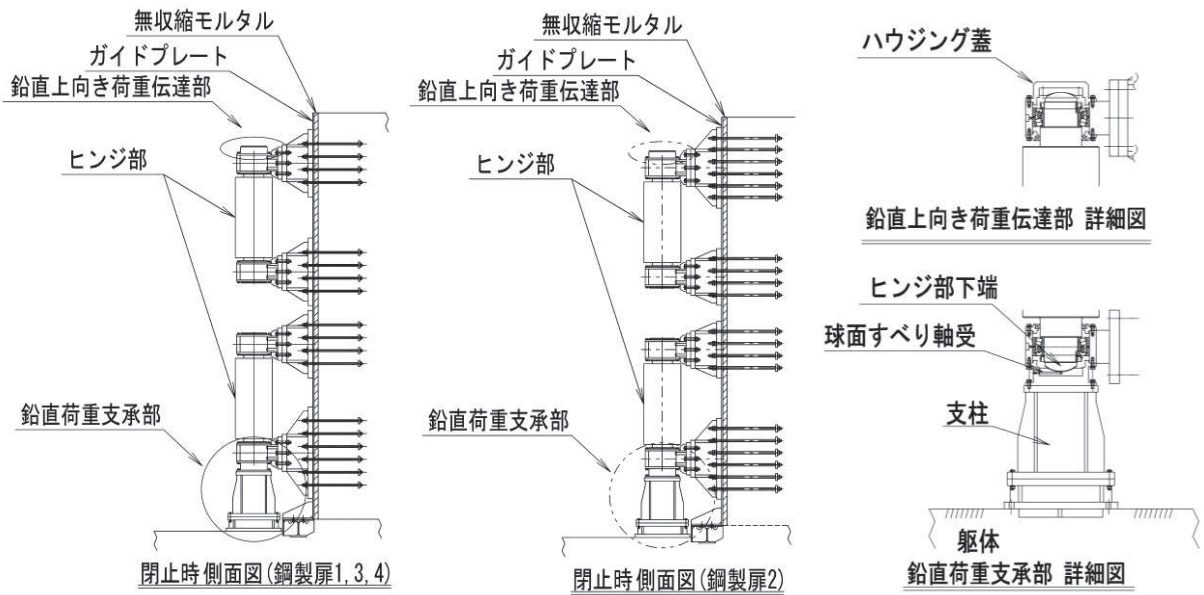 無収縮モルタル
ガイドプレート
鉛直上向き荷重伝達部
ヒンジ部
鉛直荷重支承部
閉止時側面図(鋼製扉1,3,4)
無収縮モルタル
ガイドプレート
鉛直上向き荷重伝達部
ヒンジ部
鉛直荷重支承部
閉止時側面図(鋼製扉2)
ハウジング蓋
鉛直上向き荷重伝達部 詳細図
ヒンジ部下端
球面すべり軸受
支柱
躯体
鉛直荷重支承部 詳細図